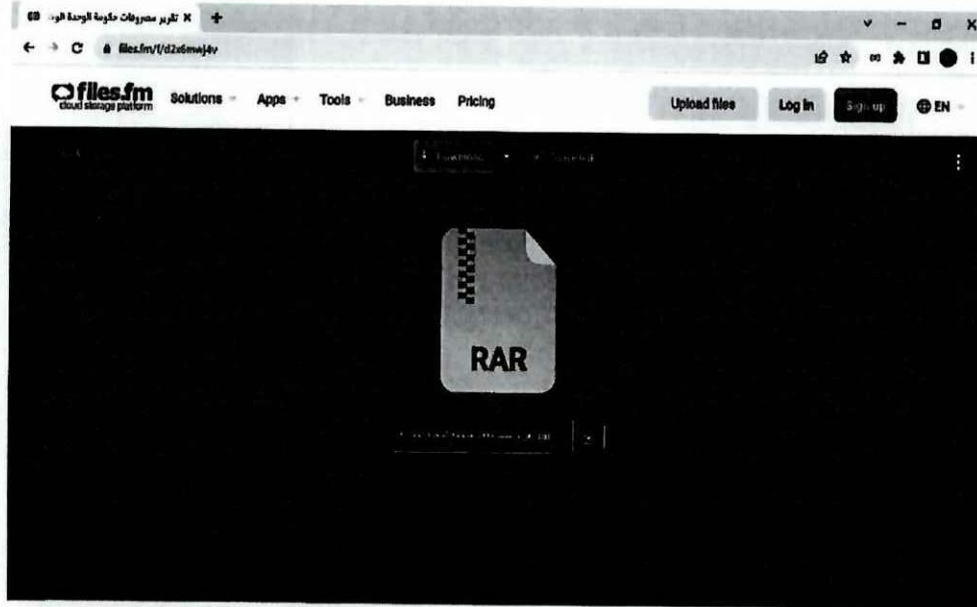 تقرير مصروفات حكومة الوحدة الو
files.fm/f/d2x6mwj4v
files.fm
cloud storage platform
Solutions
Apps
Tools
Business
Pricing
Upload files
Log in
Sign up
EN
RAR